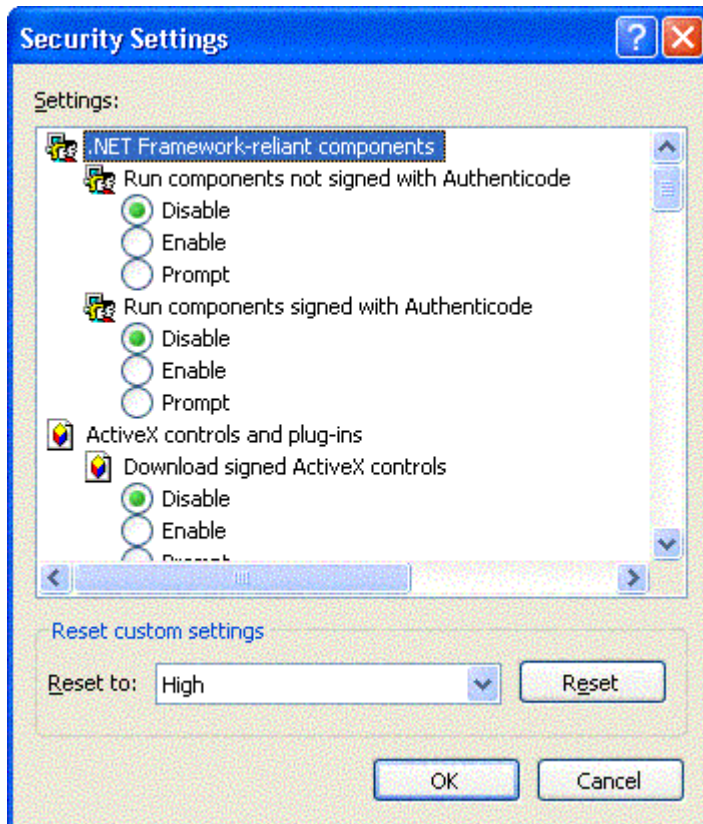 Security Settings
Settings:
.NET Framework-reliant components
Run components not signed with Authenticode
Disable
Enable
Prompt
Run components signed with Authenticode
Disable
Enable
Prompt
ActiveX controls and plug-ins
Download signed ActiveX controls
Disable
Enable
Prompt
Reset custom settings
Reset to: High Reset
OK Cancel